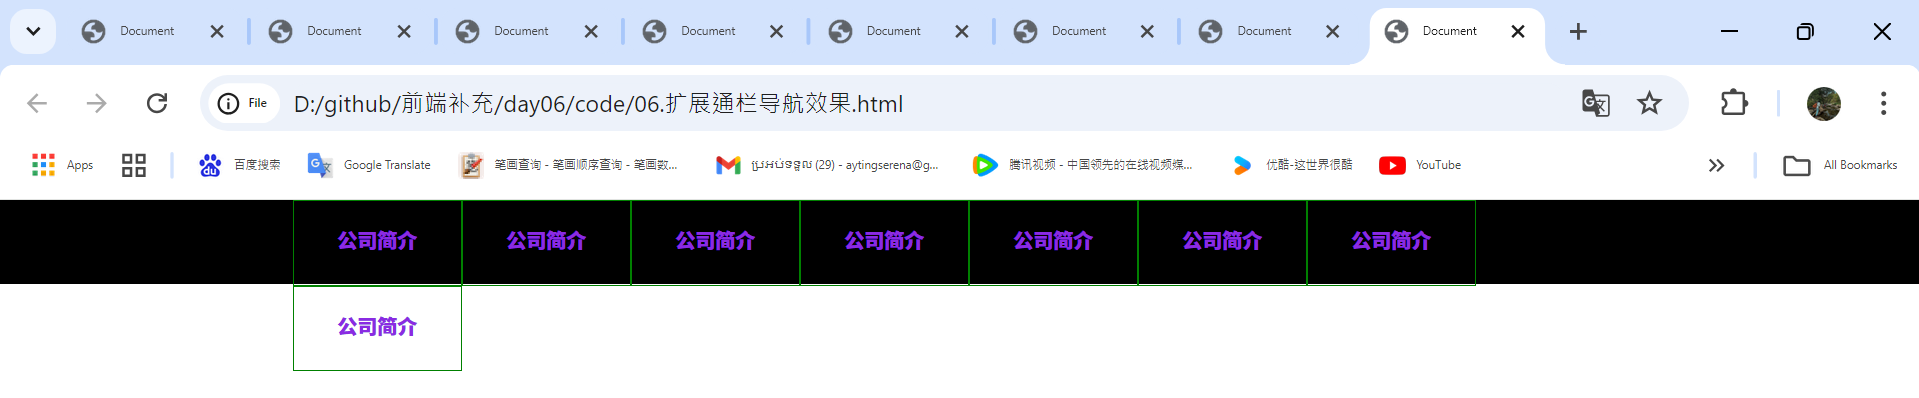 Document Document Document Document Document Document Document Document
File D:/github/前端补充/day06/code/06.扩展通栏导航效果.html
Apps 百度搜索 Google Translate 笔画查询 - 笔画顺序查询 - 笔画数... ប្រអប់ទទួល (29) - aytingserena@g... 腾讯视频 - 中国领先的在线视频媒... 优酷-这世界很酷 YouTube All Bookmarks
公司简介 公司简介 公司简介 公司简介 公司简介 公司简介 公司简介
公司简介